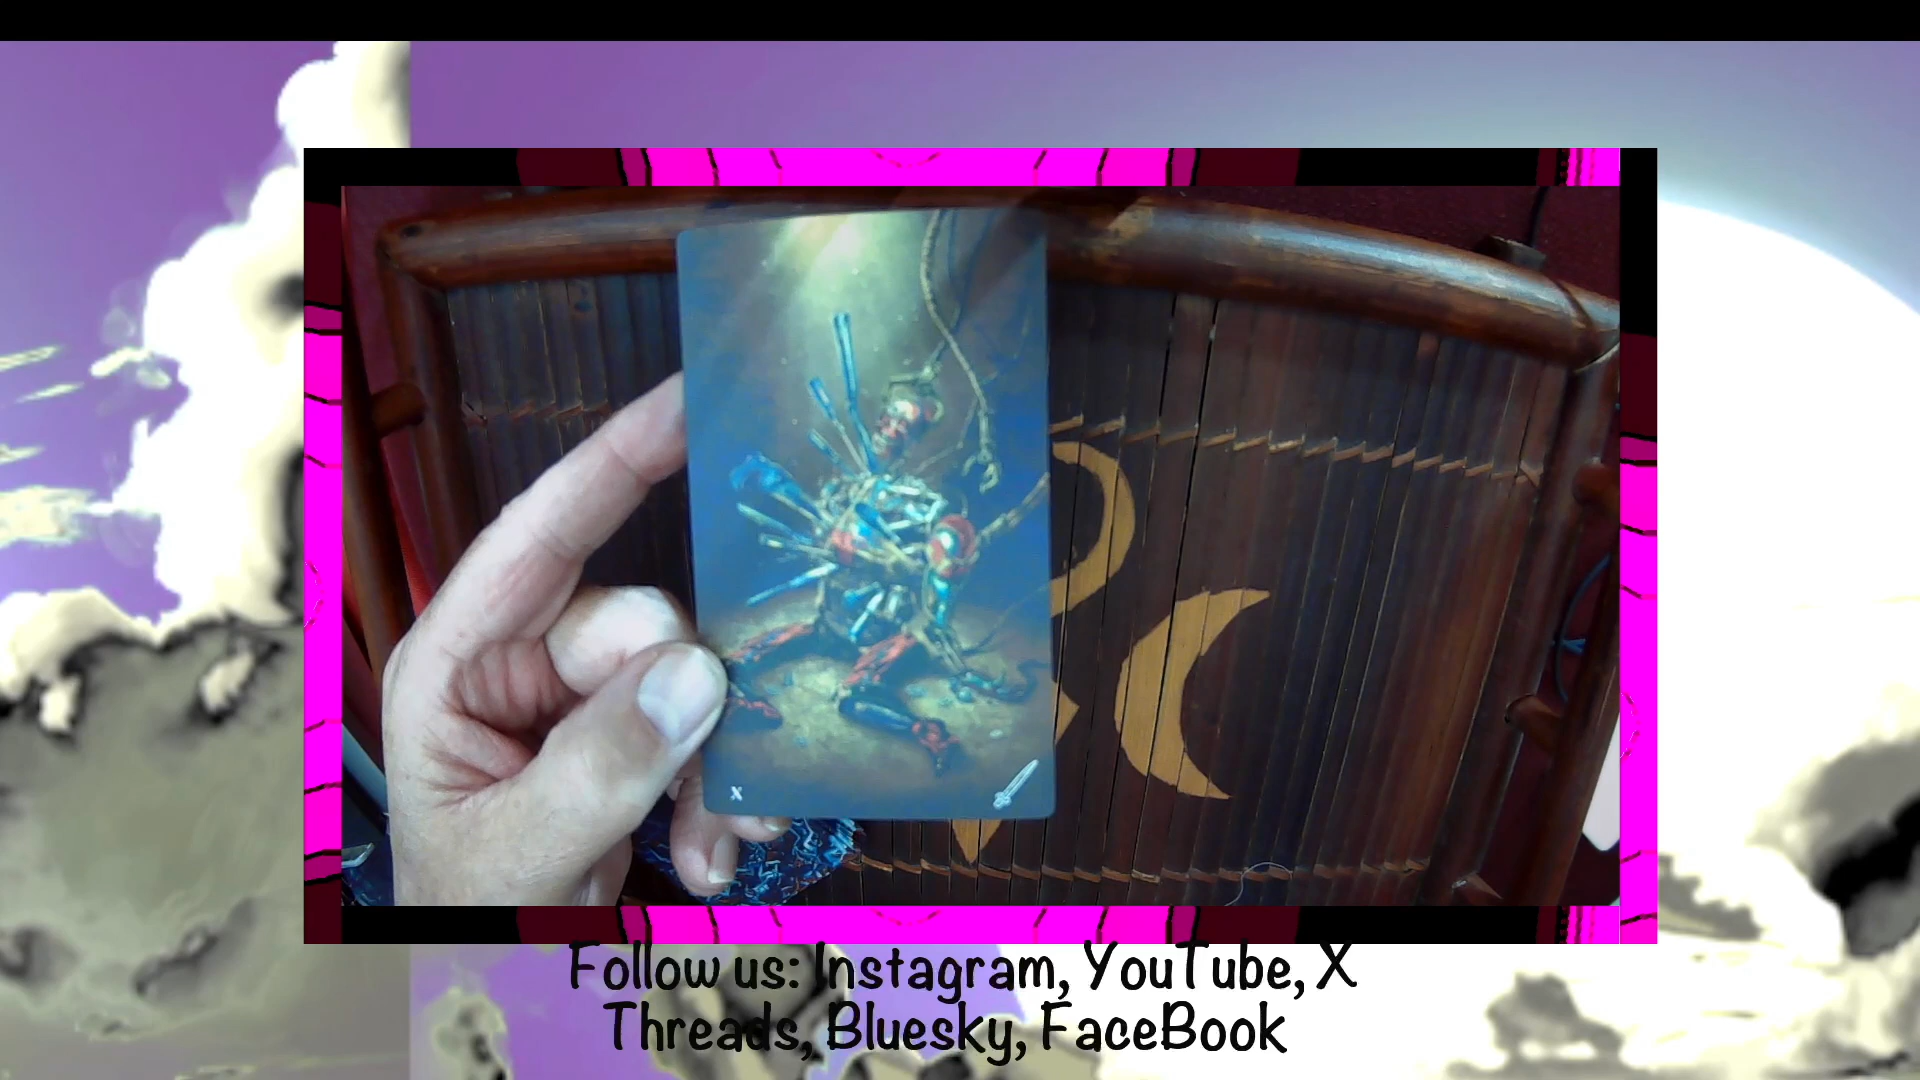 X
Follow us: Instagram, YouTube, X
Threads, Bluesky, FaceBook